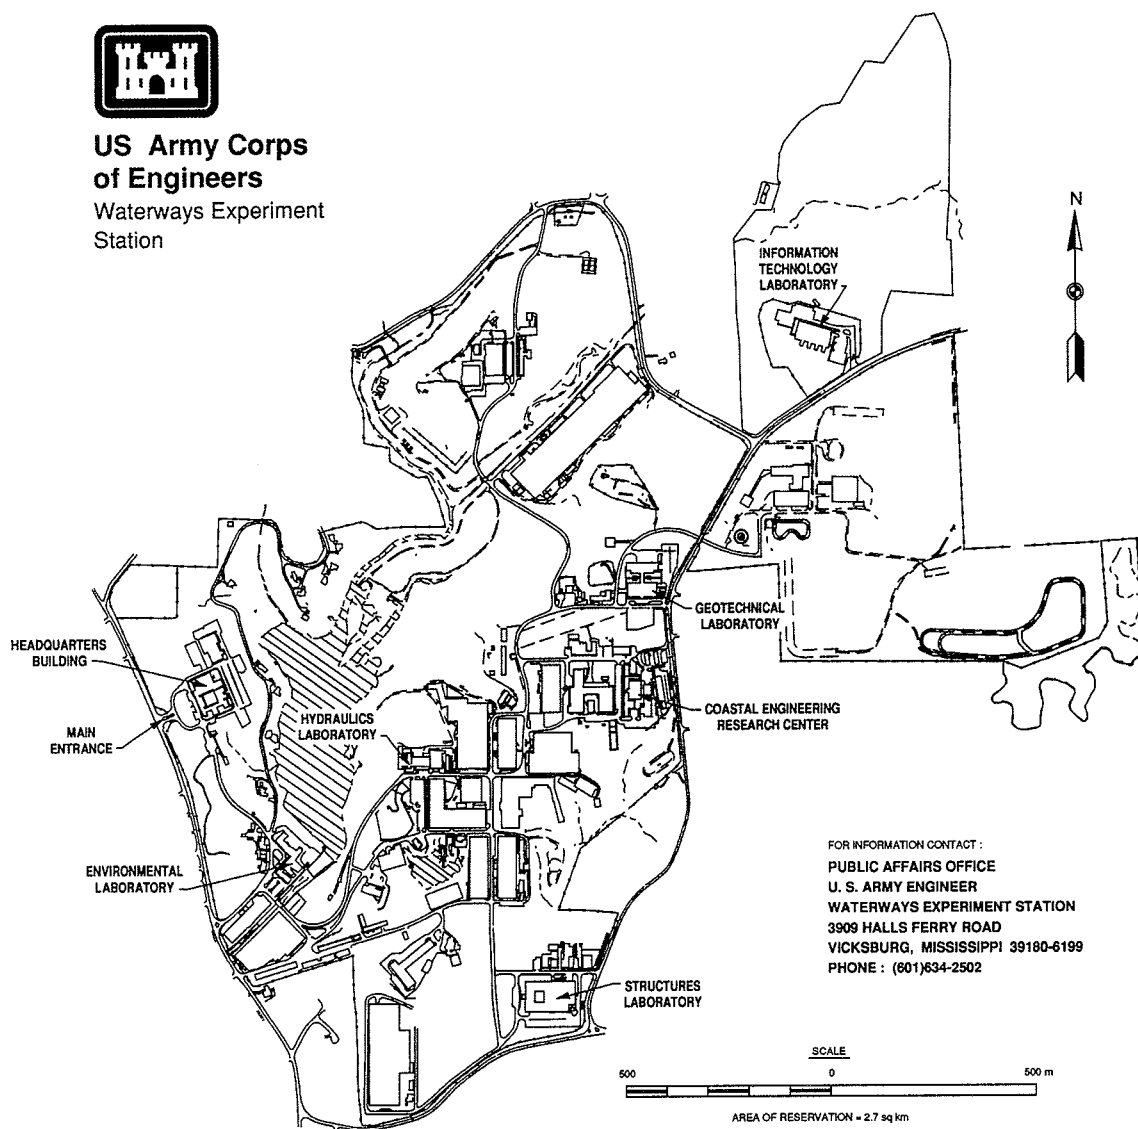 US Army Corps
of Engineers
Waterways Experiment
Station
N
INFORMATION
TECHNOLOGY
LABORATORY
GEOTECHNICAL
LABORATORY
HEADQUARTERS
BUILDING
MAIN
ENTRANCE
HYDRAULICS
LABORATORY
COASTAL ENGINEERING
RESEARCH CENTER
ENVIRONMENTAL
LABORATORY
STRUCTURES
LABORATORY
FOR INFORMATION CONTACT :
PUBLIC AFFAIRS OFFICE
U. S. ARMY ENGINEER
WATERWAYS EXPERIMENT STATION
3909 HALLS FERRY ROAD
VICKSBURG, MISSISSIPPI 39180-6199
PHONE : (601)634-2502
SCALE
500 0 500 m
AREA OF RESERVATION = 2.7 sq km